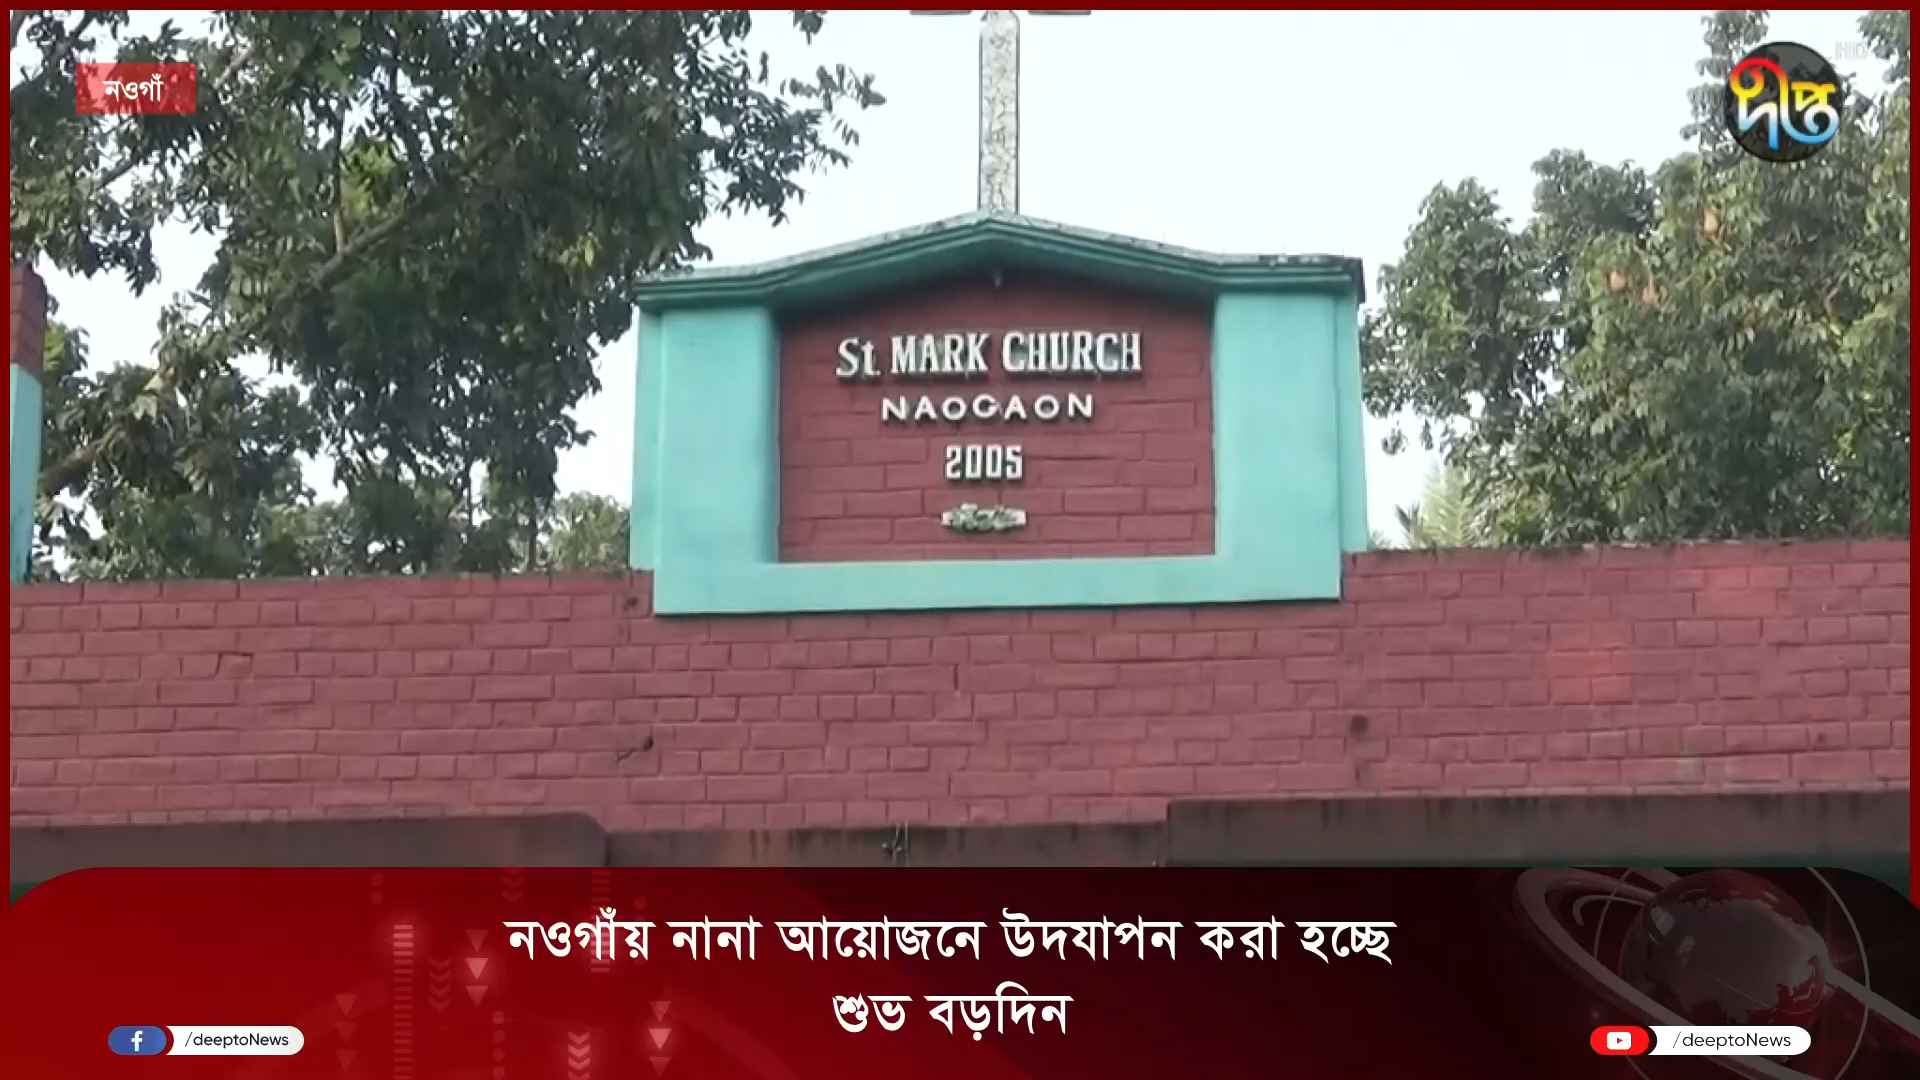 নওগাঁ
দীপ্ত
St. MARK CHURCH
NAOGAON
2005
নওগাঁয় নানা আয়োজনে উদযাপন করা হচ্ছে
শুভ বড়দিন
/deeptoNews
/deeptoNews